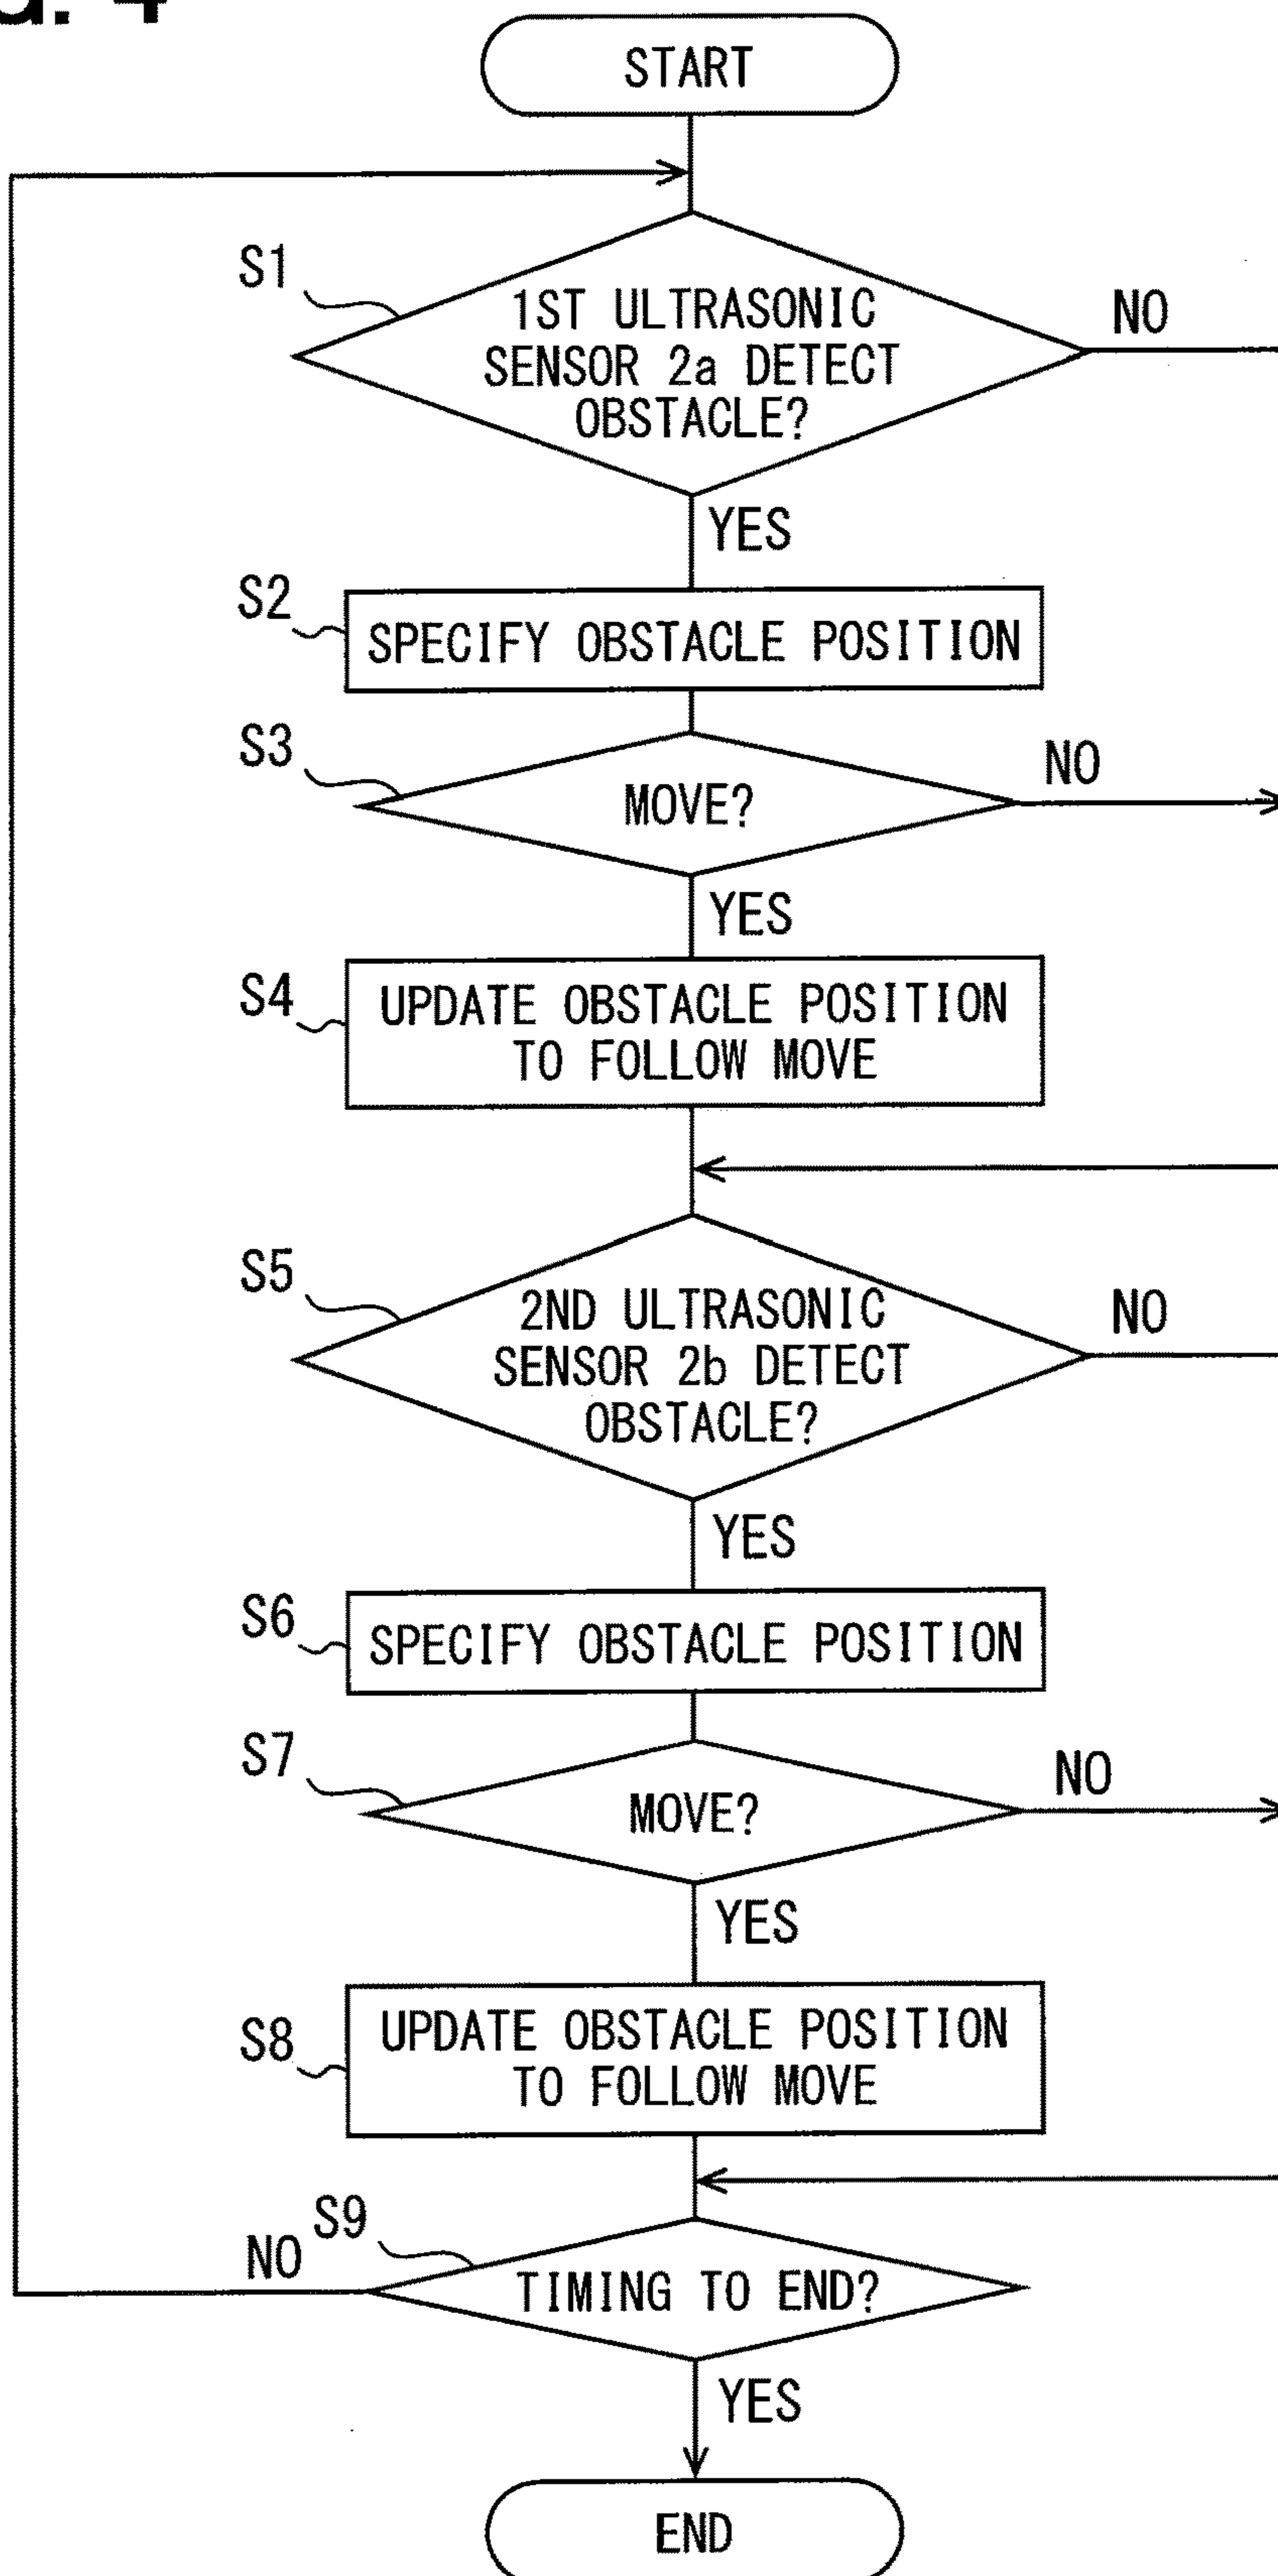 START
S1
1ST ULTRASONIC
SENSOR 2a DETECT
OBSTACLE?
NO
YES
S2
SPECIFY OBSTACLE POSITION
S3
MOVE?
NO
YES
S4
UPDATE OBSTACLE POSITION
TO FOLLOW MOVE
S5
2ND ULTRASONIC
SENSOR 2b DETECT
OBSTACLE?
NO
YES
S6
SPECIFY OBSTACLE POSITION
S7
MOVE?
NO
YES
S8
UPDATE OBSTACLE POSITION
TO FOLLOW MOVE
S9
NO
TIMING TO END?
YES
END